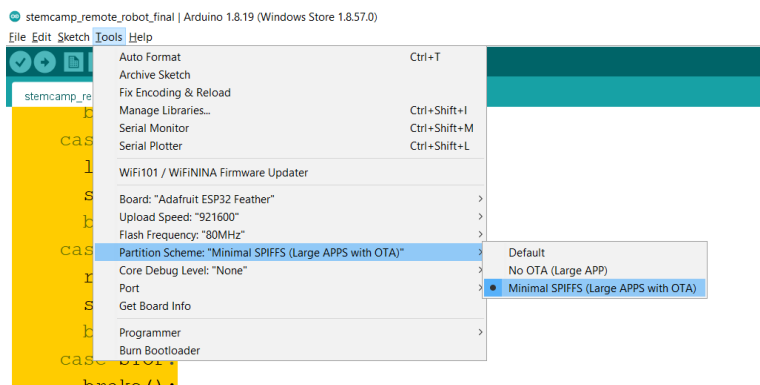 stemcamp_remote_robot_final | Arduino 1.8.19 (Windows Store 1.8.57.0)
File Edit Sketch Tools Help
Auto Format Ctrl+T
Archive Sketch
Fix Encoding & Reload
Manage Libraries... Ctrl+Shift+I
Serial Monitor Ctrl+Shift+M
Serial Plotter Ctrl+Shift+L
WiFi101 / WiFiNINA Firmware Updater
Board: "Adafruit ESP32 Feather"
Upload Speed: "921600"
Flash Frequency: "80MHz"
Partition Scheme: "Minimal SPIFFS (Large APPS with OTA)"
Core Debug Level: "None"
Port
Get Board Info
Programmer
Burn Bootloader
Default
No OTA (Large APP)
Minimal SPIFFS (Large APPS with OTA)
stemcamp_re
b
cas
l
s
b
cas
r
s
b